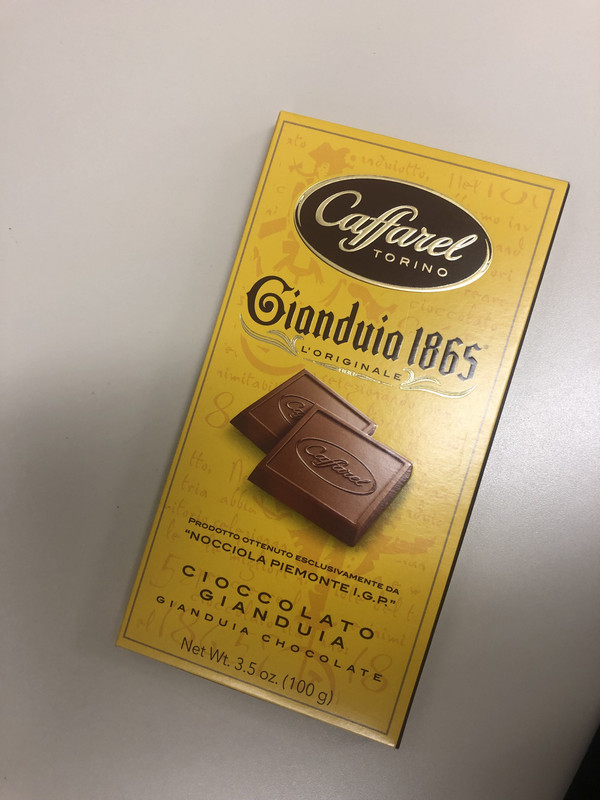 Caffarel
TORINO
Gianduia 1865
L'ORIGINALE
Caffarel
PRODOTTO OTTENUTO ESCLUSIVAMENTE DA
"NOCCIOLA PIEMONTE I.G.P."
CIOCCOLATO
GIANDUIA
GIANDUIA CHOCOLATE
Net Wt. 3.5 oz. (100 g)